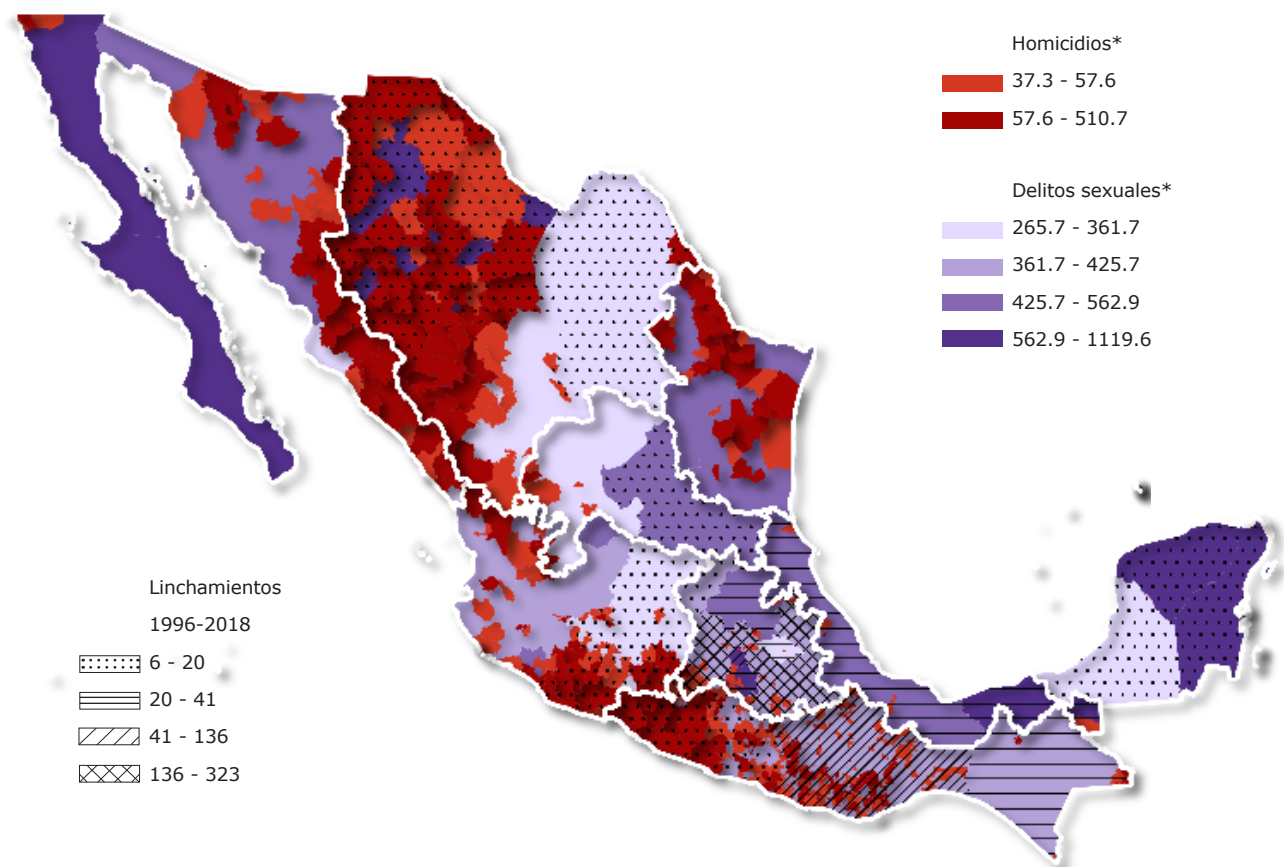 Homicidios*
37.3 - 57.6
57.6 - 510.7
Delitos sexuales*
265.7 - 361.7
361.7 - 425.7
425.7 - 562.9
562.9 - 1119.6
Linchamientos
1996-2018
6 - 20
20 - 41
41 - 136
136 - 323